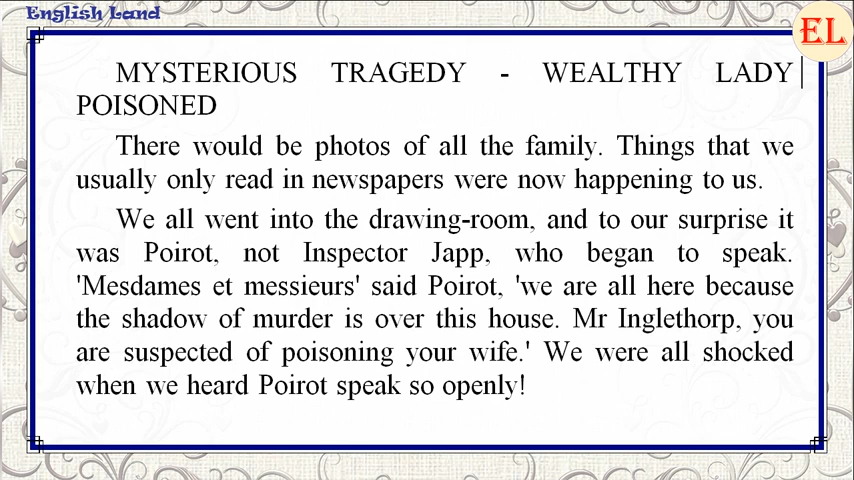 English Land
EL
MYSTERIOUS TRAGEDY - WEALTHY LADY
POISONED
There would be photos of all the family. Things that we
usually only read in newspapers were now happening to us.
We all went into the drawing-room, and to our surprise it
was Poirot, not Inspector Japp, who began to speak.
'Mesdames et messieurs' said Poirot, 'we are all here because
the shadow of murder is over this house. Mr Inglethorp, you
are suspected of poisoning your wife.' We were all shocked
when we heard Poirot speak so openly!